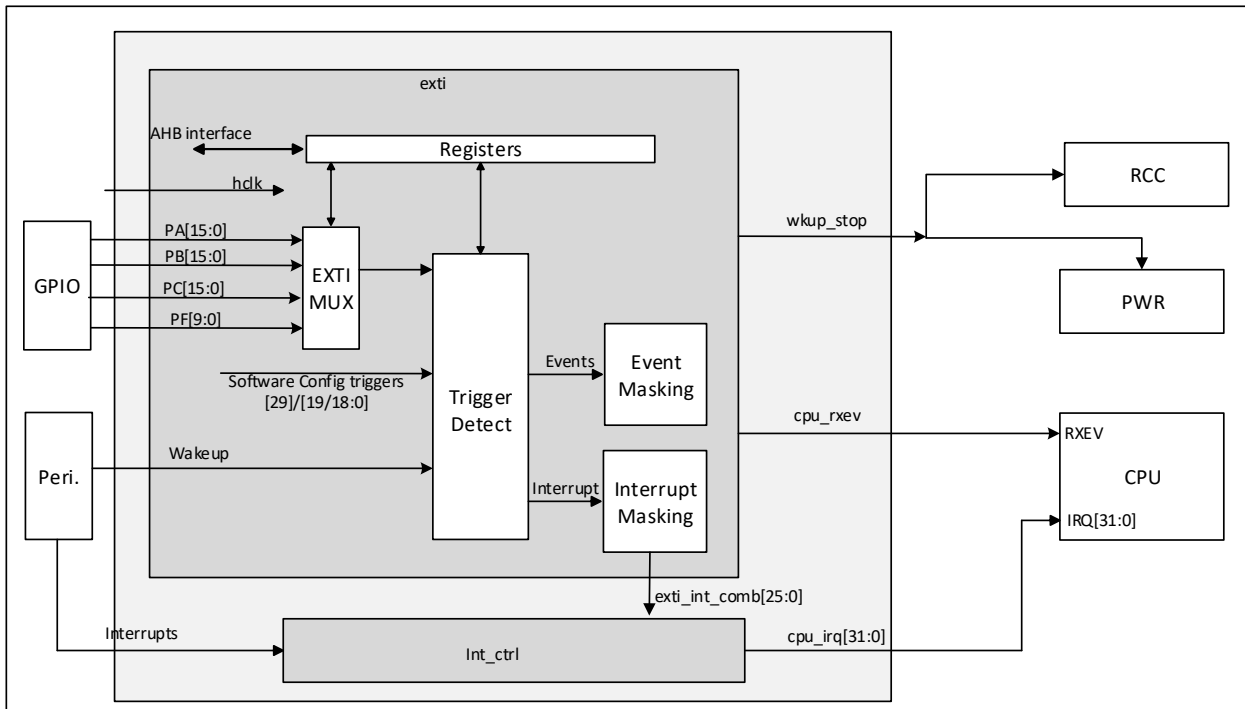 exti
AHB interface
Registers
hclk
RCC
PA[15:0]
wkup_stop
PB[15:0]
GPIO
EXTI
MUX
PC[15:0]
PWR
PF[9:0]
Events
Event
Masking
Software Config triggers
[29]/[19/18:0]
Trigger
Detect
cpu_rxev
RXEV
Wakeup
Peri.
Interrupt
Interrupt
Masking
CPU
IRQ[31:0]
exti_int_comb[25:0]
Interrupts
Int_ctrl
cpu_irq[31:0]